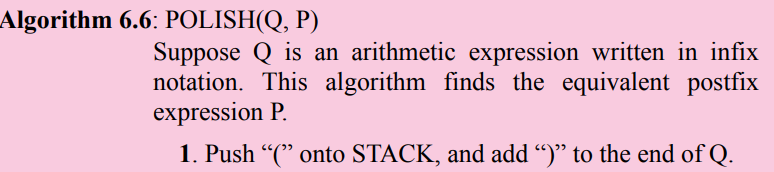 Algorithm 6.6: POLISH(Q, P)
Suppose Q is an arithmetic expression written in infix
notation. This algorithm finds the equivalent postfix
expression P.
1. Push “(” onto STACK, and add “)” to the end of Q.